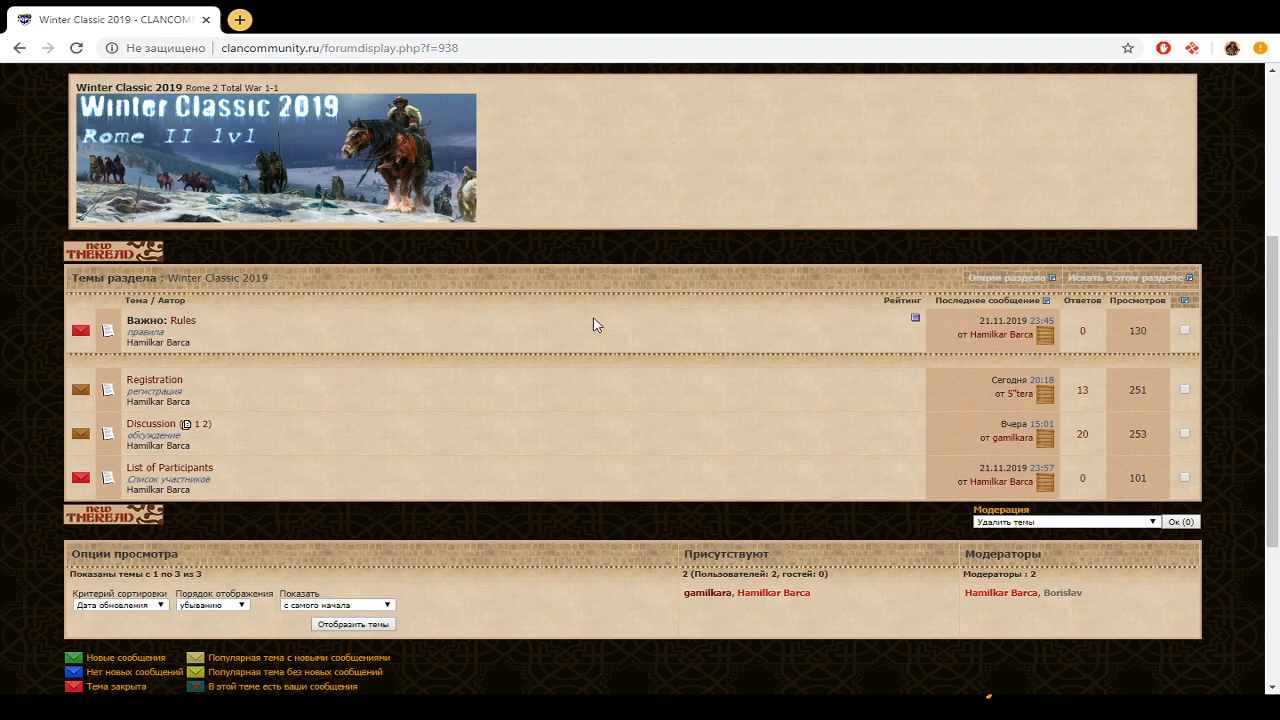 Winter Classic 2019 - CLANCOM
Не защищено
clancommunity.ru/forumdisplay.php?f=938
Winter Classic 2019 Rome 2 Total War 1-1
Winter Classic 2019
Rome II 1v1
new
THEREAD
Темы раздела : Winter Classic 2019
Опции раздела
Искать в этом разделе
Тема / Автор
Рейтинг
Последнее сообщение
Ответов
Просмотров
Важно: Rules
правила
Hamilkar Barca
21.11.2019 23:45
от Hamilkar Barca
0
130
Registration
регистрация
Hamilkar Barca
Сегодня 20:18
от S"tera
13
251
Discussion ( 1 2)
обсуждение
Hamilkar Barca
Вчера 15:01
от gamilkara
20
253
List of Participants
Список участников
Hamilkar Barca
21.11.2019 23:57
от Hamilkar Barca
0
101
new
THEREAD
Модерация
Удалить темы
Ок (0)
Опции просмотра
Присутствуют
Модераторы
Показаны темы с 1 по 3 из 3
2 (Пользователей: 2, гостей: 0)
Модераторы : 2
Критерий сортировки
Порядок отображения
Показать
Дата обновления
убыванию
с самого начала
gamilkara, Hamilkar Barca
Hamilkar Barca, Borislav
Отобразить темы
Новые сообщения
Популярная тема с новыми сообщениями
Нет новых сообщений
Популярная тема без новых сообщений
Тема закрыта
В этой теме есть ваши сообщения